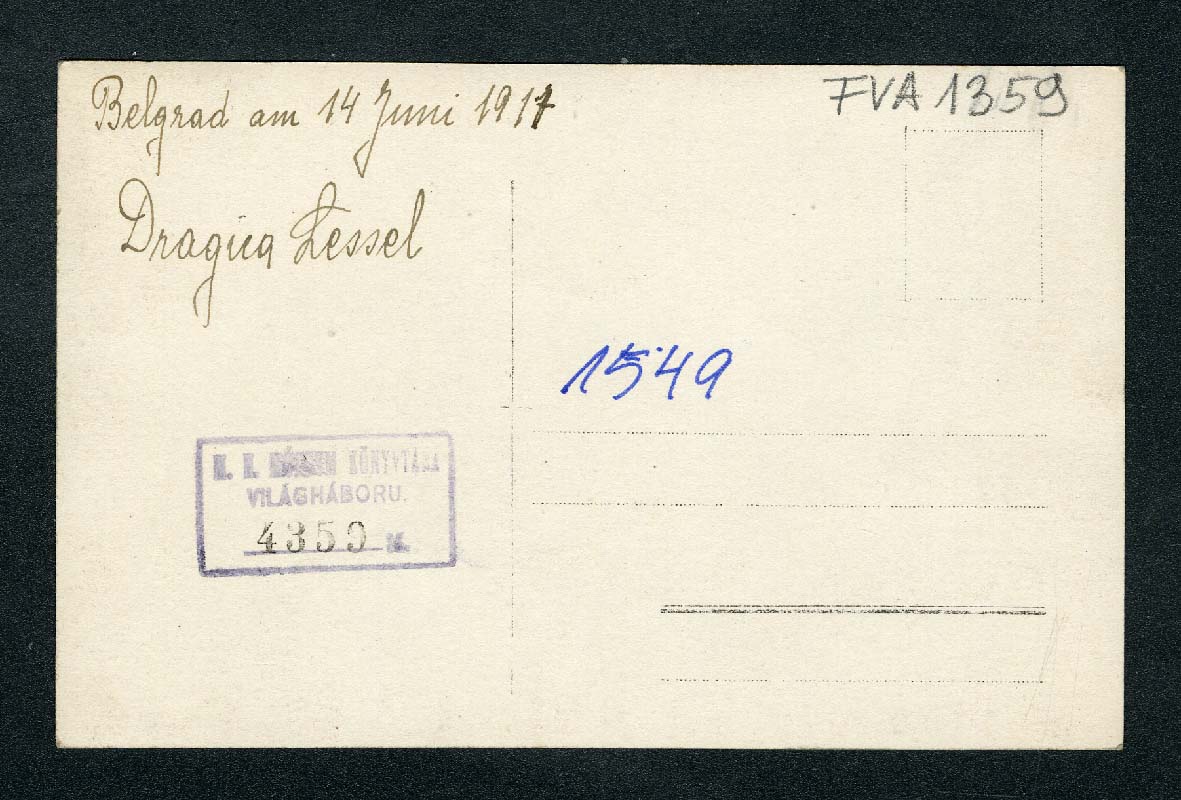 Belgrad am 14 Juni 1917
FVA 1359
Dragica Lessel
1549
KÖNYVTÁRA
VILÁGHÁBORU.
4359